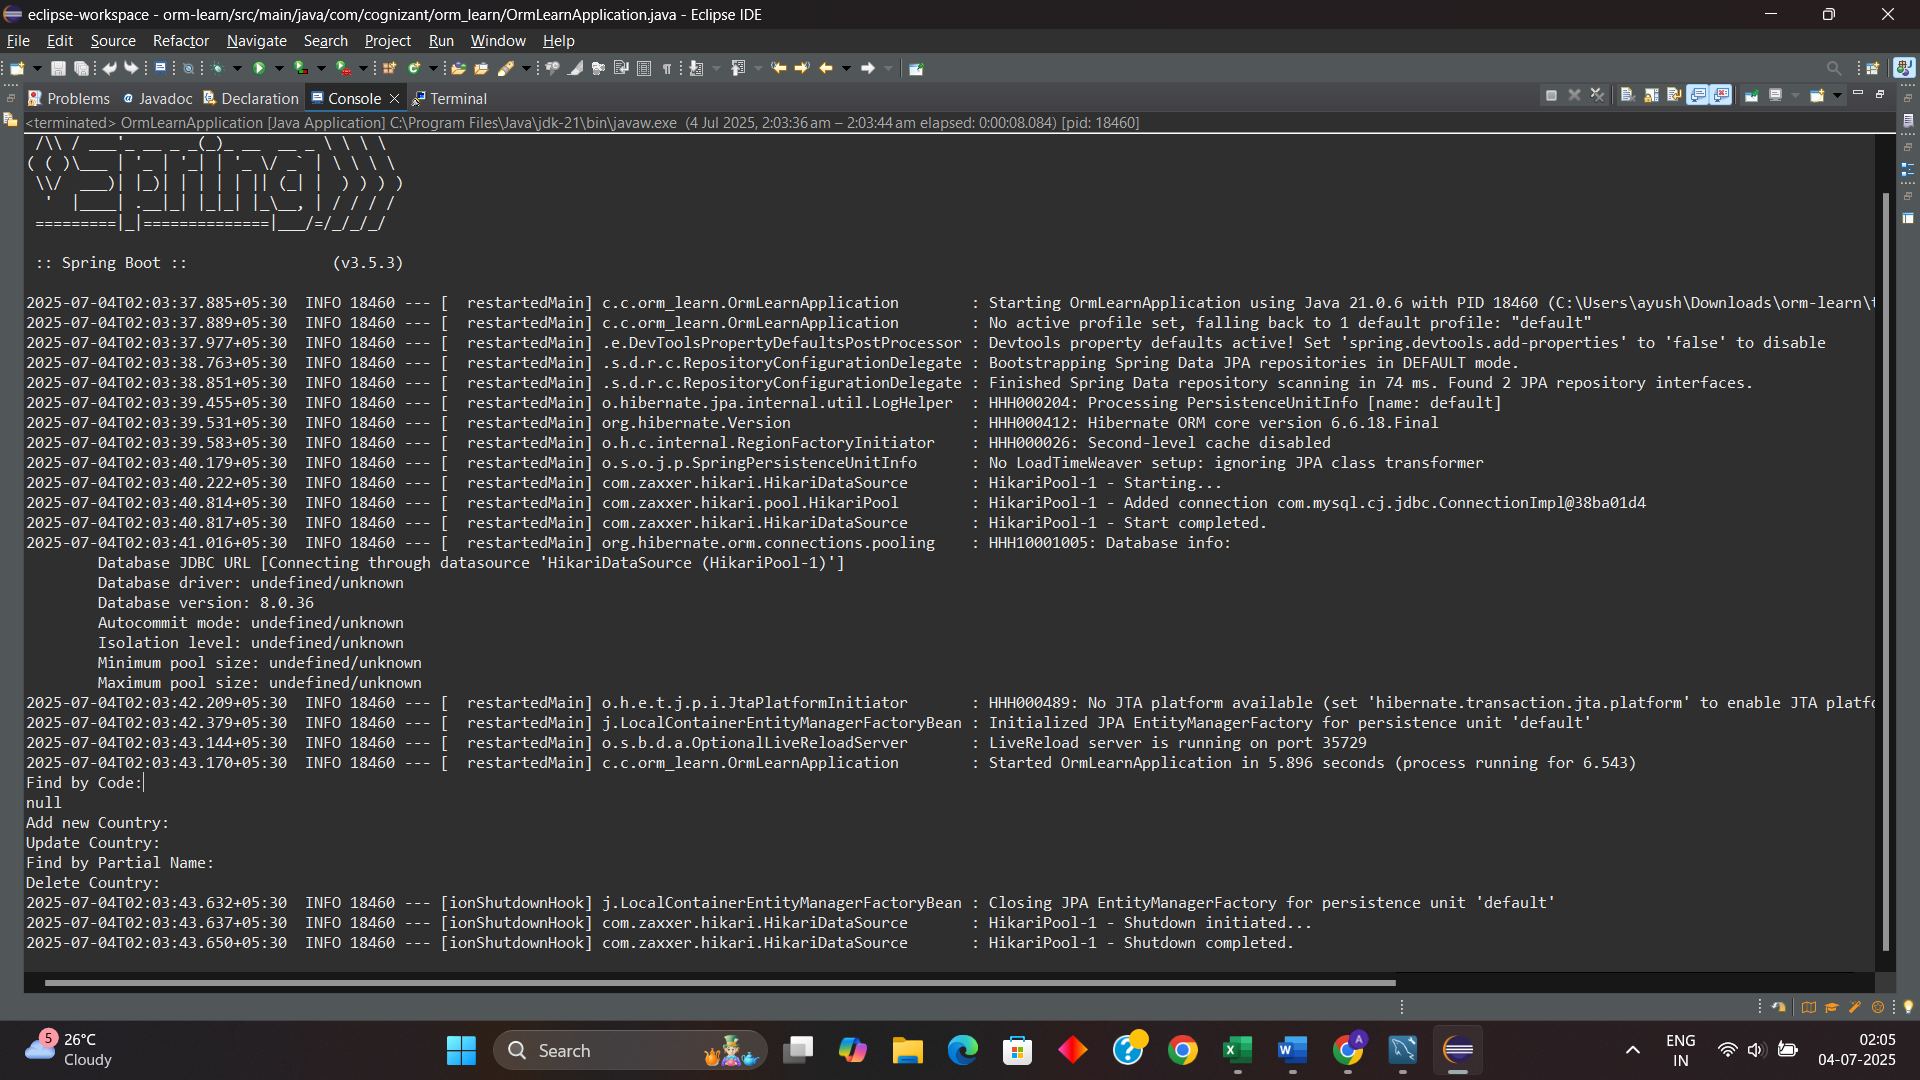 eclipse-workspace - orm-learn/src/main/java/com/cognizant/orm_learn/OrmLearnApplication.java - Eclipse IDE
File Edit Source Refactor Navigate Search Project Run Window Help
Problems Javadoc Declaration Console Terminal
<terminated> OrmLearnApplication [Java Application] C:\Program Files\Java\jdk-21\bin\javaw.exe (4 Jul 2025, 2:03:36 am – 2:03:44 am elapsed: 0:00:08.084) [pid: 18460]
 /\\ / ___'_ __ _ _(_)_ __  __ _ \ \ \ \
( ( )\___ | '_ | '_| | '_ \/ _` | \ \ \ \
 \\/  ___)| |_)| | | | | || (_| |  ) ) ) )
  '  |____| .__|_| |_|_| |_\__, | / / / /
 =========|_|==============|___/=/_/_/_/
 :: Spring Boot ::                (v3.5.3)
2025-07-04T02:03:37.885+05:30  INFO 18460 --- [  restartedMain] c.c.orm_learn.OrmLearnApplication        : Starting OrmLearnApplication using Java 21.0.6 with PID 18460 (C:\Users\ayush\Downloads\orm-learn\t
2025-07-04T02:03:37.889+05:30  INFO 18460 --- [  restartedMain] c.c.orm_learn.OrmLearnApplication        : No active profile set, falling back to 1 default profile: "default"
2025-07-04T02:03:37.977+05:30  INFO 18460 --- [  restartedMain] .e.DevToolsPropertyDefaultsPostProcessor : Devtools property defaults active! Set 'spring.devtools.add-properties' to 'false' to disable
2025-07-04T02:03:38.763+05:30  INFO 18460 --- [  restartedMain] .s.d.r.c.RepositoryConfigurationDelegate : Bootstrapping Spring Data JPA repositories in DEFAULT mode.
2025-07-04T02:03:38.851+05:30  INFO 18460 --- [  restartedMain] .s.d.r.c.RepositoryConfigurationDelegate : Finished Spring Data repository scanning in 74 ms. Found 2 JPA repository interfaces.
2025-07-04T02:03:39.455+05:30  INFO 18460 --- [  restartedMain] o.hibernate.jpa.internal.util.LogHelper  : HHH000204: Processing PersistenceUnitInfo [name: default]
2025-07-04T02:03:39.531+05:30  INFO 18460 --- [  restartedMain] org.hibernate.Version                    : HHH000412: Hibernate ORM core version 6.6.18.Final
2025-07-04T02:03:39.583+05:30  INFO 18460 --- [  restartedMain] o.h.c.internal.RegionFactoryInitiator    : HHH000026: Second-level cache disabled
2025-07-04T02:03:40.179+05:30  INFO 18460 --- [  restartedMain] o.s.o.j.p.SpringPersistenceUnitInfo      : No LoadTimeWeaver setup: ignoring JPA class transformer
2025-07-04T02:03:40.222+05:30  INFO 18460 --- [  restartedMain] com.zaxxer.hikari.HikariDataSource       : HikariPool-1 - Starting...
2025-07-04T02:03:40.814+05:30  INFO 18460 --- [  restartedMain] com.zaxxer.hikari.pool.HikariPool        : HikariPool-1 - Added connection com.mysql.cj.jdbc.ConnectionImpl@38ba01d4
2025-07-04T02:03:40.817+05:30  INFO 18460 --- [  restartedMain] com.zaxxer.hikari.HikariDataSource       : HikariPool-1 - Start completed.
2025-07-04T02:03:41.016+05:30  INFO 18460 --- [  restartedMain] org.hibernate.orm.connections.pooling    : HHH10001005: Database info:
        Database JDBC URL [Connecting through datasource 'HikariDataSource (HikariPool-1)']
        Database driver: undefined/unknown
        Database version: 8.0.36
        Autocommit mode: undefined/unknown
        Isolation level: undefined/unknown
        Minimum pool size: undefined/unknown
        Maximum pool size: undefined/unknown
2025-07-04T02:03:42.209+05:30  INFO 18460 --- [  restartedMain] o.h.e.t.j.p.i.JtaPlatformInitiator       : HHH000489: No JTA platform available (set 'hibernate.transaction.jta.platform' to enable JTA platfo
2025-07-04T02:03:42.379+05:30  INFO 18460 --- [  restartedMain] j.LocalContainerEntityManagerFactoryBean : Initialized JPA EntityManagerFactory for persistence unit 'default'
2025-07-04T02:03:43.144+05:30  INFO 18460 --- [  restartedMain] o.s.b.d.a.OptionalLiveReloadServer       : LiveReload server is running on port 35729
2025-07-04T02:03:43.170+05:30  INFO 18460 --- [  restartedMain] c.c.orm_learn.OrmLearnApplication        : Started OrmLearnApplication in 5.896 seconds (process running for 6.543)
Find by Code:
null
Add new Country:
Update Country:
Find by Partial Name:
Delete Country:
2025-07-04T02:03:43.632+05:30  INFO 18460 --- [ionShutdownHook] j.LocalContainerEntityManagerFactoryBean : Closing JPA EntityManagerFactory for persistence unit 'default'
2025-07-04T02:03:43.637+05:30  INFO 18460 --- [ionShutdownHook] com.zaxxer.hikari.HikariDataSource       : HikariPool-1 - Shutdown initiated...
2025-07-04T02:03:43.650+05:30  INFO 18460 --- [ionShutdownHook] com.zaxxer.hikari.HikariDataSource       : HikariPool-1 - Shutdown completed.
5
26°C
Cloudy
Search
A
ENG
IN
02:05
04-07-2025